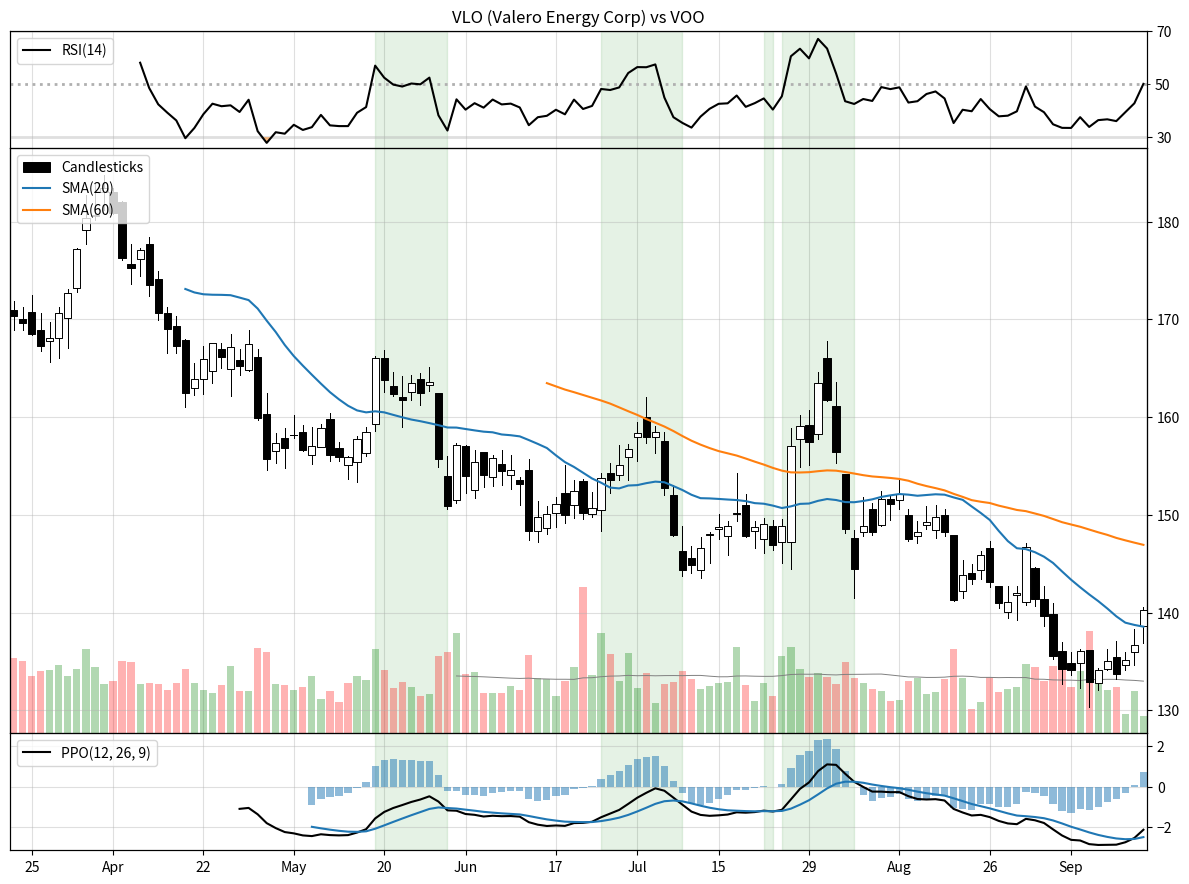 VLO (Valero Energy Corp) vs VOO
RSI(14)
70
50
30
Candlesticks
SMA(20)
SMA(60)
180
170
160
150
140
130
PPO(12, 26, 9)
2
0
−2
25 Apr 22 May 20 Jun 17 Jul 15 29 Aug 26 Sep